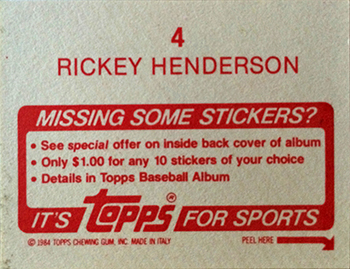 4
RICKEY HENDERSON
MISSING SOME STICKERS?
• See special offer on inside back cover of album
• Only $1.00 for any 10 stickers of your choice
• Details in Topps Baseball Album
IT'S topps® FOR SPORTS
© 1984 TOPPS CHEWING GUM, INC. MADE IN ITALY PEEL HERE